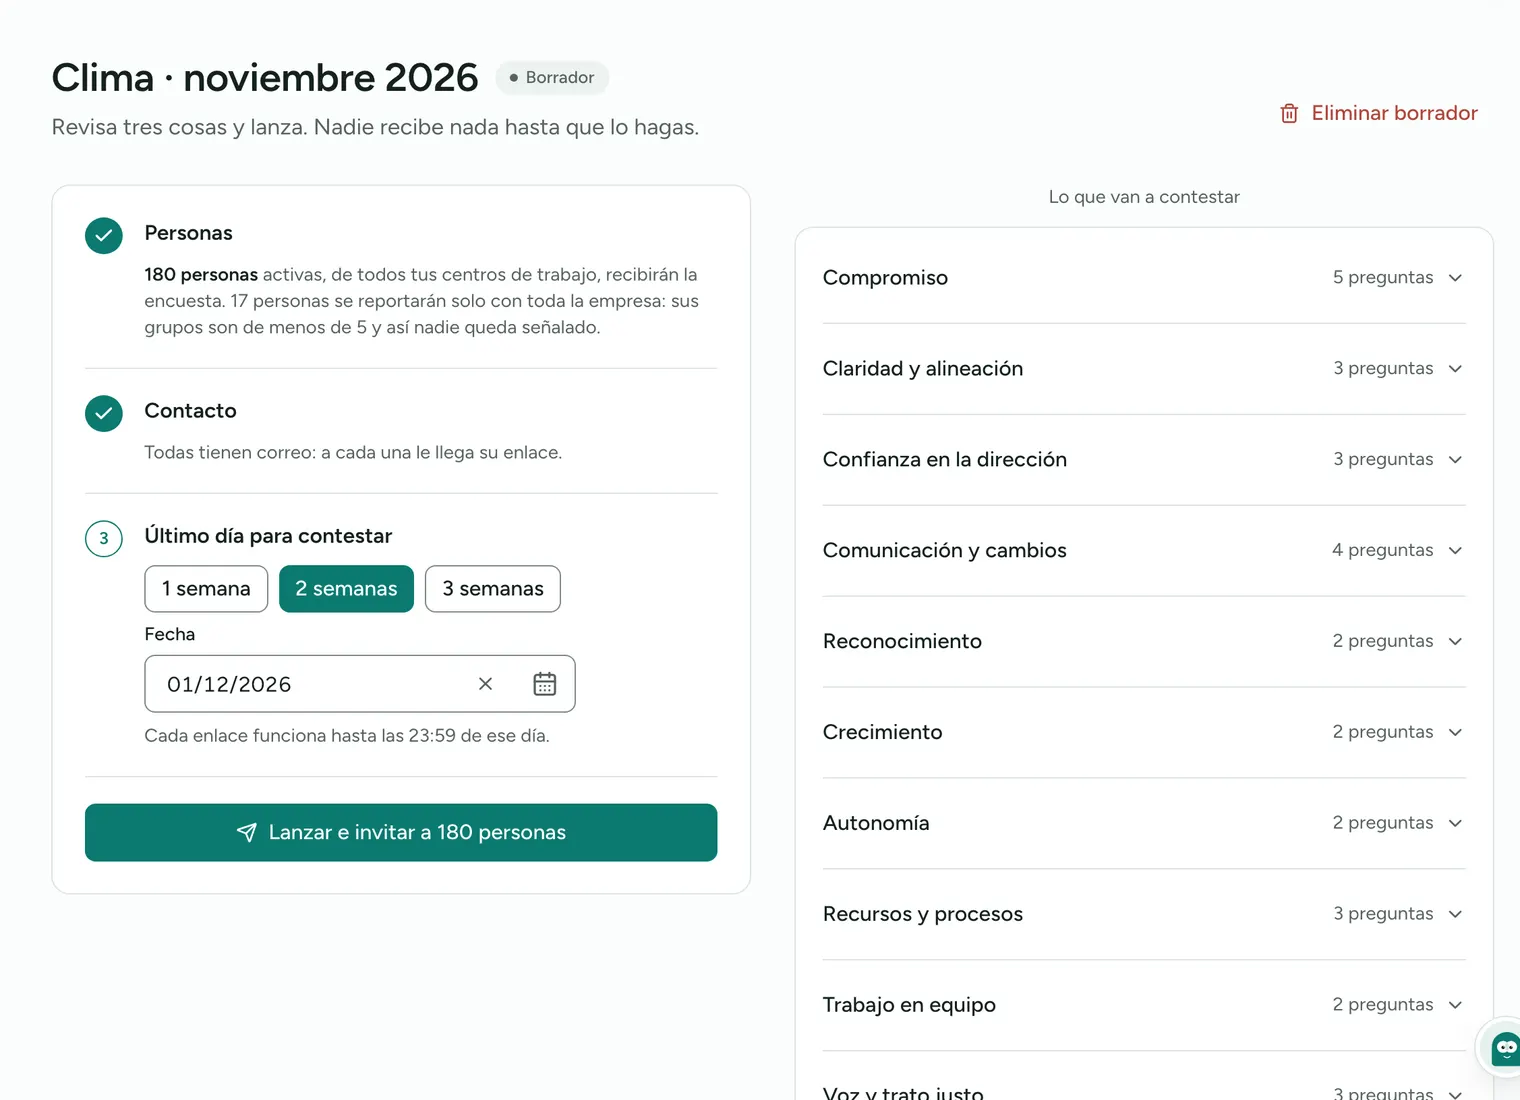 Clima · noviembre 2026
Borrador
Revisa tres cosas y lanza. Nadie recibe nada hasta que lo hagas.
Eliminar borrador
Personas
180 personas activas, de todos tus centros de trabajo, recibirán la
encuesta. 17 personas se reportarán solo con toda la empresa: sus
grupos son de menos de 5 y así nadie queda señalado.
Contacto
Todas tienen correo: a cada una le llega su enlace.
3
Último día para contestar
1 semana
2 semanas
3 semanas
Fecha
01/12/2026
Cada enlace funciona hasta las 23:59 de ese día.
Lanzar e invitar a 180 personas
Lo que van a contestar
Compromiso
5 preguntas
Claridad y alineación
3 preguntas
Confianza en la dirección
3 preguntas
Comunicación y cambios
4 preguntas
Reconocimiento
2 preguntas
Crecimiento
2 preguntas
Autonomía
2 preguntas
Recursos y procesos
3 preguntas
Trabajo en equipo
2 preguntas
Voz y trato justo
3 preguntas